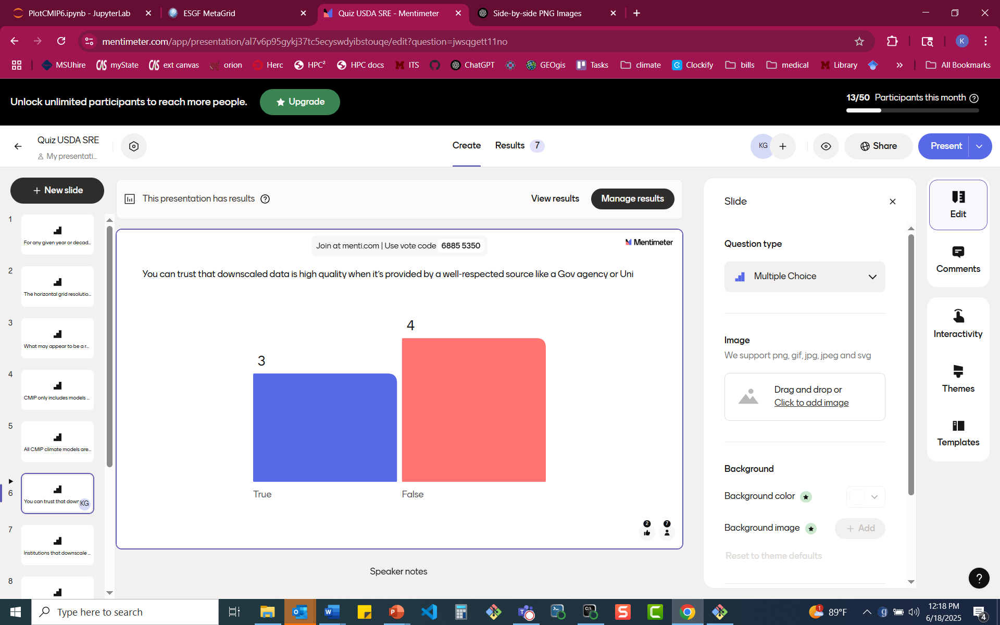 PlotCMIP6.ipynb - JupyterLab
ESGF MetaGrid
Quiz USDA SRE - Mentimeter
Side-by-side PNG Images
mentimeter.com/app/presentation/al7v6p95gykj37tc5ecyswdyibstouqe/edit?question=jwsqgett11no
K
MSUhire
myState
ext canvas
orion
Herc
HPC²
HPC docs
ITS
ChatGPT
GEOgis
Tasks
climate
Clockify
bills
medical
Library
All Bookmarks
Unlock unlimited participants to reach more people.
Upgrade
13/50 Participants this month
Quiz USDA SRE
My presentati...
Create
Results 7
KG
Share
Present
New slide
This presentation has results
View results
Manage results
1
For any given year or decad...
2
The horizontal grid resolutio...
3
What may appear to be a r...
4
CMIP only includes models ...
5
All CMIP climate models are...
6
You can trust that down
KG
7
Institutions that downscale ...
8
Join at menti.com | Use vote code 6885 5350
Mentimeter
You can trust that downscaled data is high quality when it's provided by a well-respected source like a Gov agency or Uni
3
4
True
False
2
7
Speaker notes
Slide
Question type
Multiple Choice
Image
We support png, gif, jpg, jpeg and svg
Drag and drop or
Click to add image
Background
Background color
Background image
Add
Reset to theme defaults
Edit
Comments
Interactivity
Themes
Templates
?
Type here to search
1
89°F
12:18 PM
6/18/2025
4